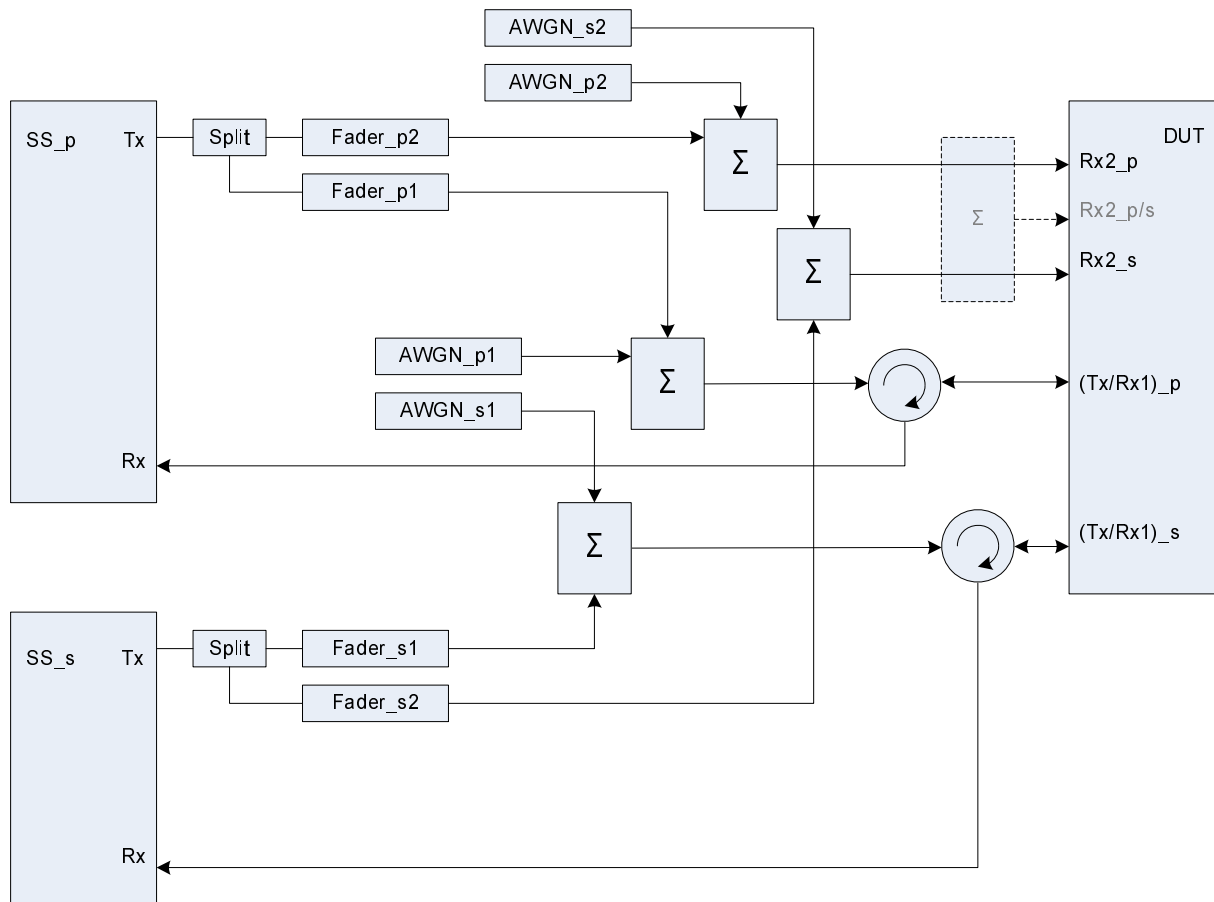 AWGN_s2
AWGN_p2
SS_p
Tx
Split
Fader_p2
Σ
DUT
Rx2_p
Fader_p1
Σ
Rx2_p/s
Σ
Rx2_s
AWGN_p1
Σ
(Tx/Rx1)_p
AWGN_s1
Rx
Σ
(Tx/Rx1)_s
SS_s
Tx
Split
Fader_s1
Fader_s2
Rx